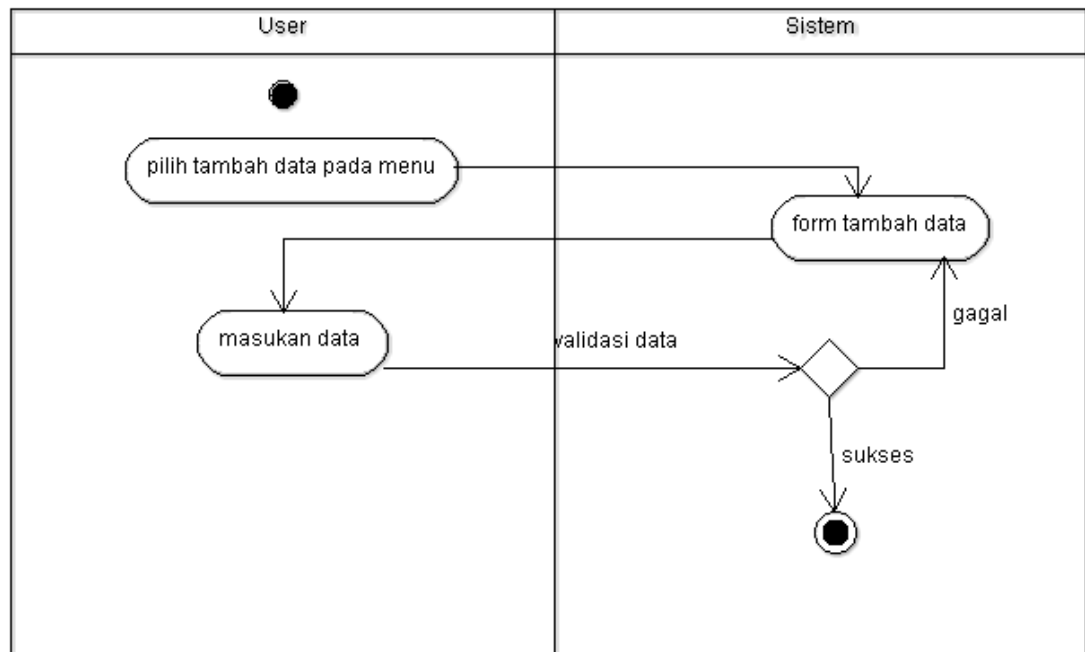 User
Sistem
pilih tambah data pada menu
form tambah data
masukan data
validasi data
gagal
sukses